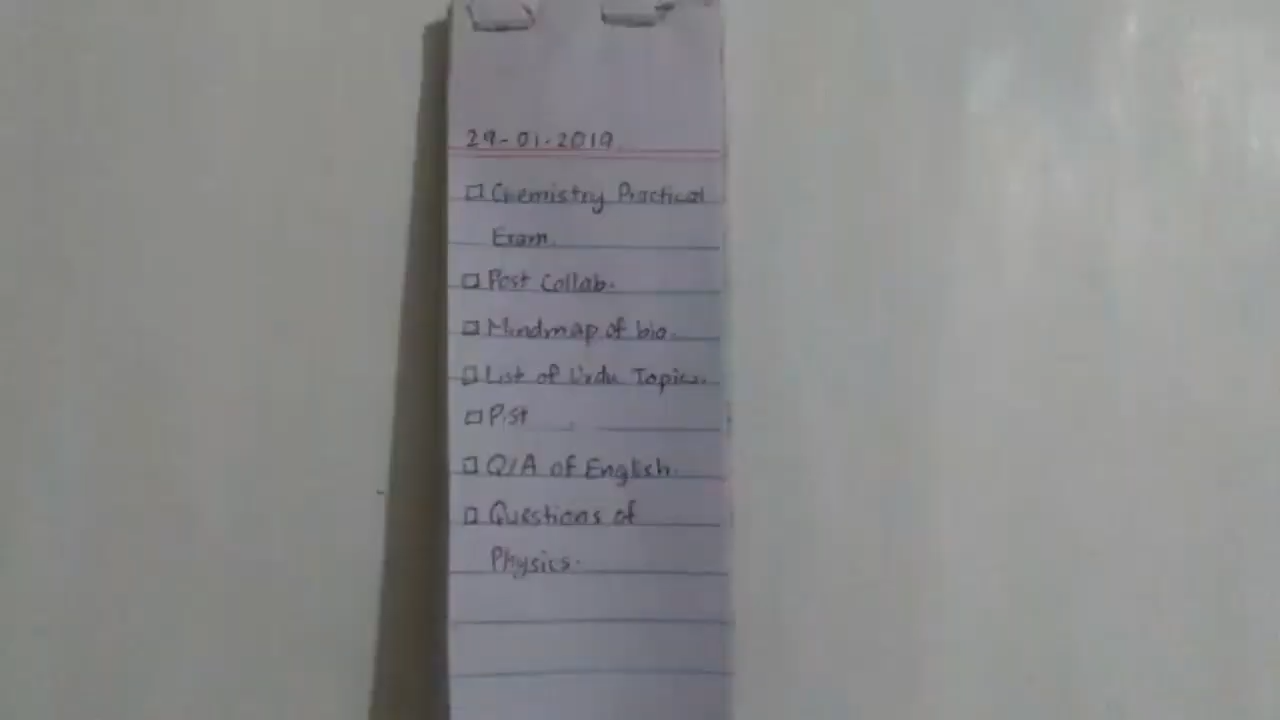 29-01-2019
□ Chemistry Practical
Exam.
□ Post Collab.
□ Mindmap of bio.
□ List of Urdu Topics.
□
□ Q/A of English.
□ Questions of
Physics.